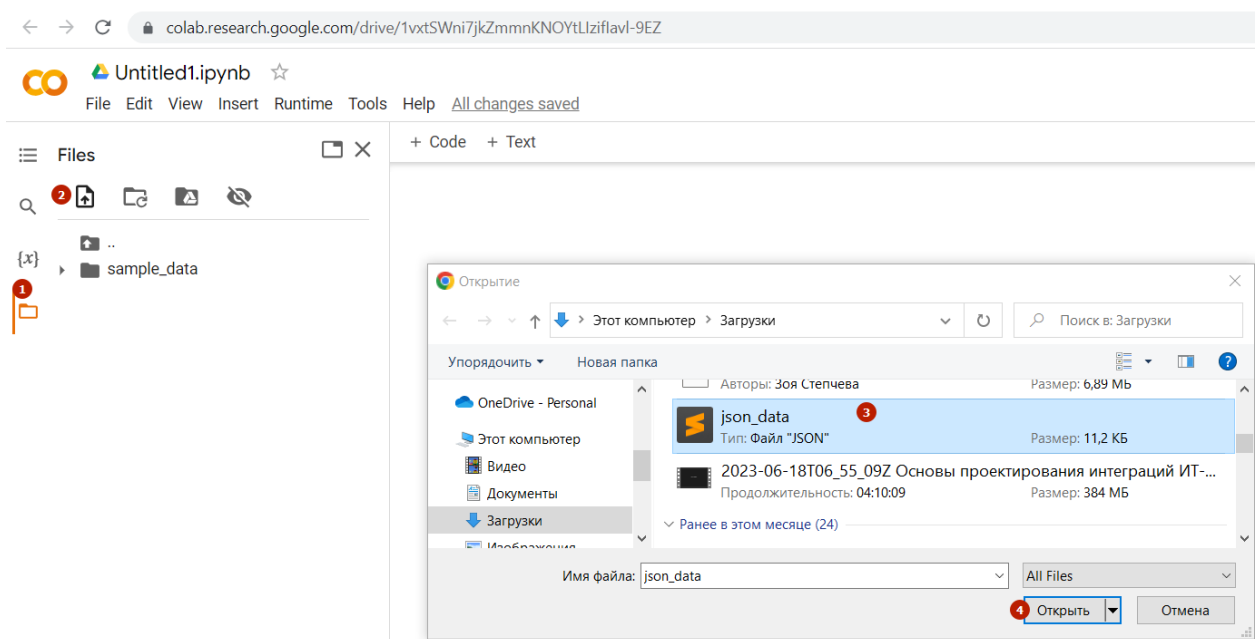 colab.research.google.com/drive/1vxtSWni7jkZmmnKNOYtLIziflavl-9EZ
Untitled1.ipynb
File Edit View Insert Runtime Tools Help All changes saved
Files
+ Code + Text
2
..
{x}
sample_data
1
Открытие
Этот компьютер > Загрузки
Поиск в: Загрузки
Упорядочить
Новая папка
?
OneDrive - Personal
Этот компьютер
Видео
Документы
Загрузки
Изображения
Авторы: Зоя Степчева
Размер: 6,89 МБ
json_data
3
Тип: Файл "JSON"
Размер: 11,2 КБ
2023-06-18T06_55_09Z Основы проектирования интеграций ИТ-...
Продолжительность: 04:10:09
Размер: 384 МБ
Ранее в этом месяце (24)
Имя файла: json_data
All Files
4
Открыть
Отмена